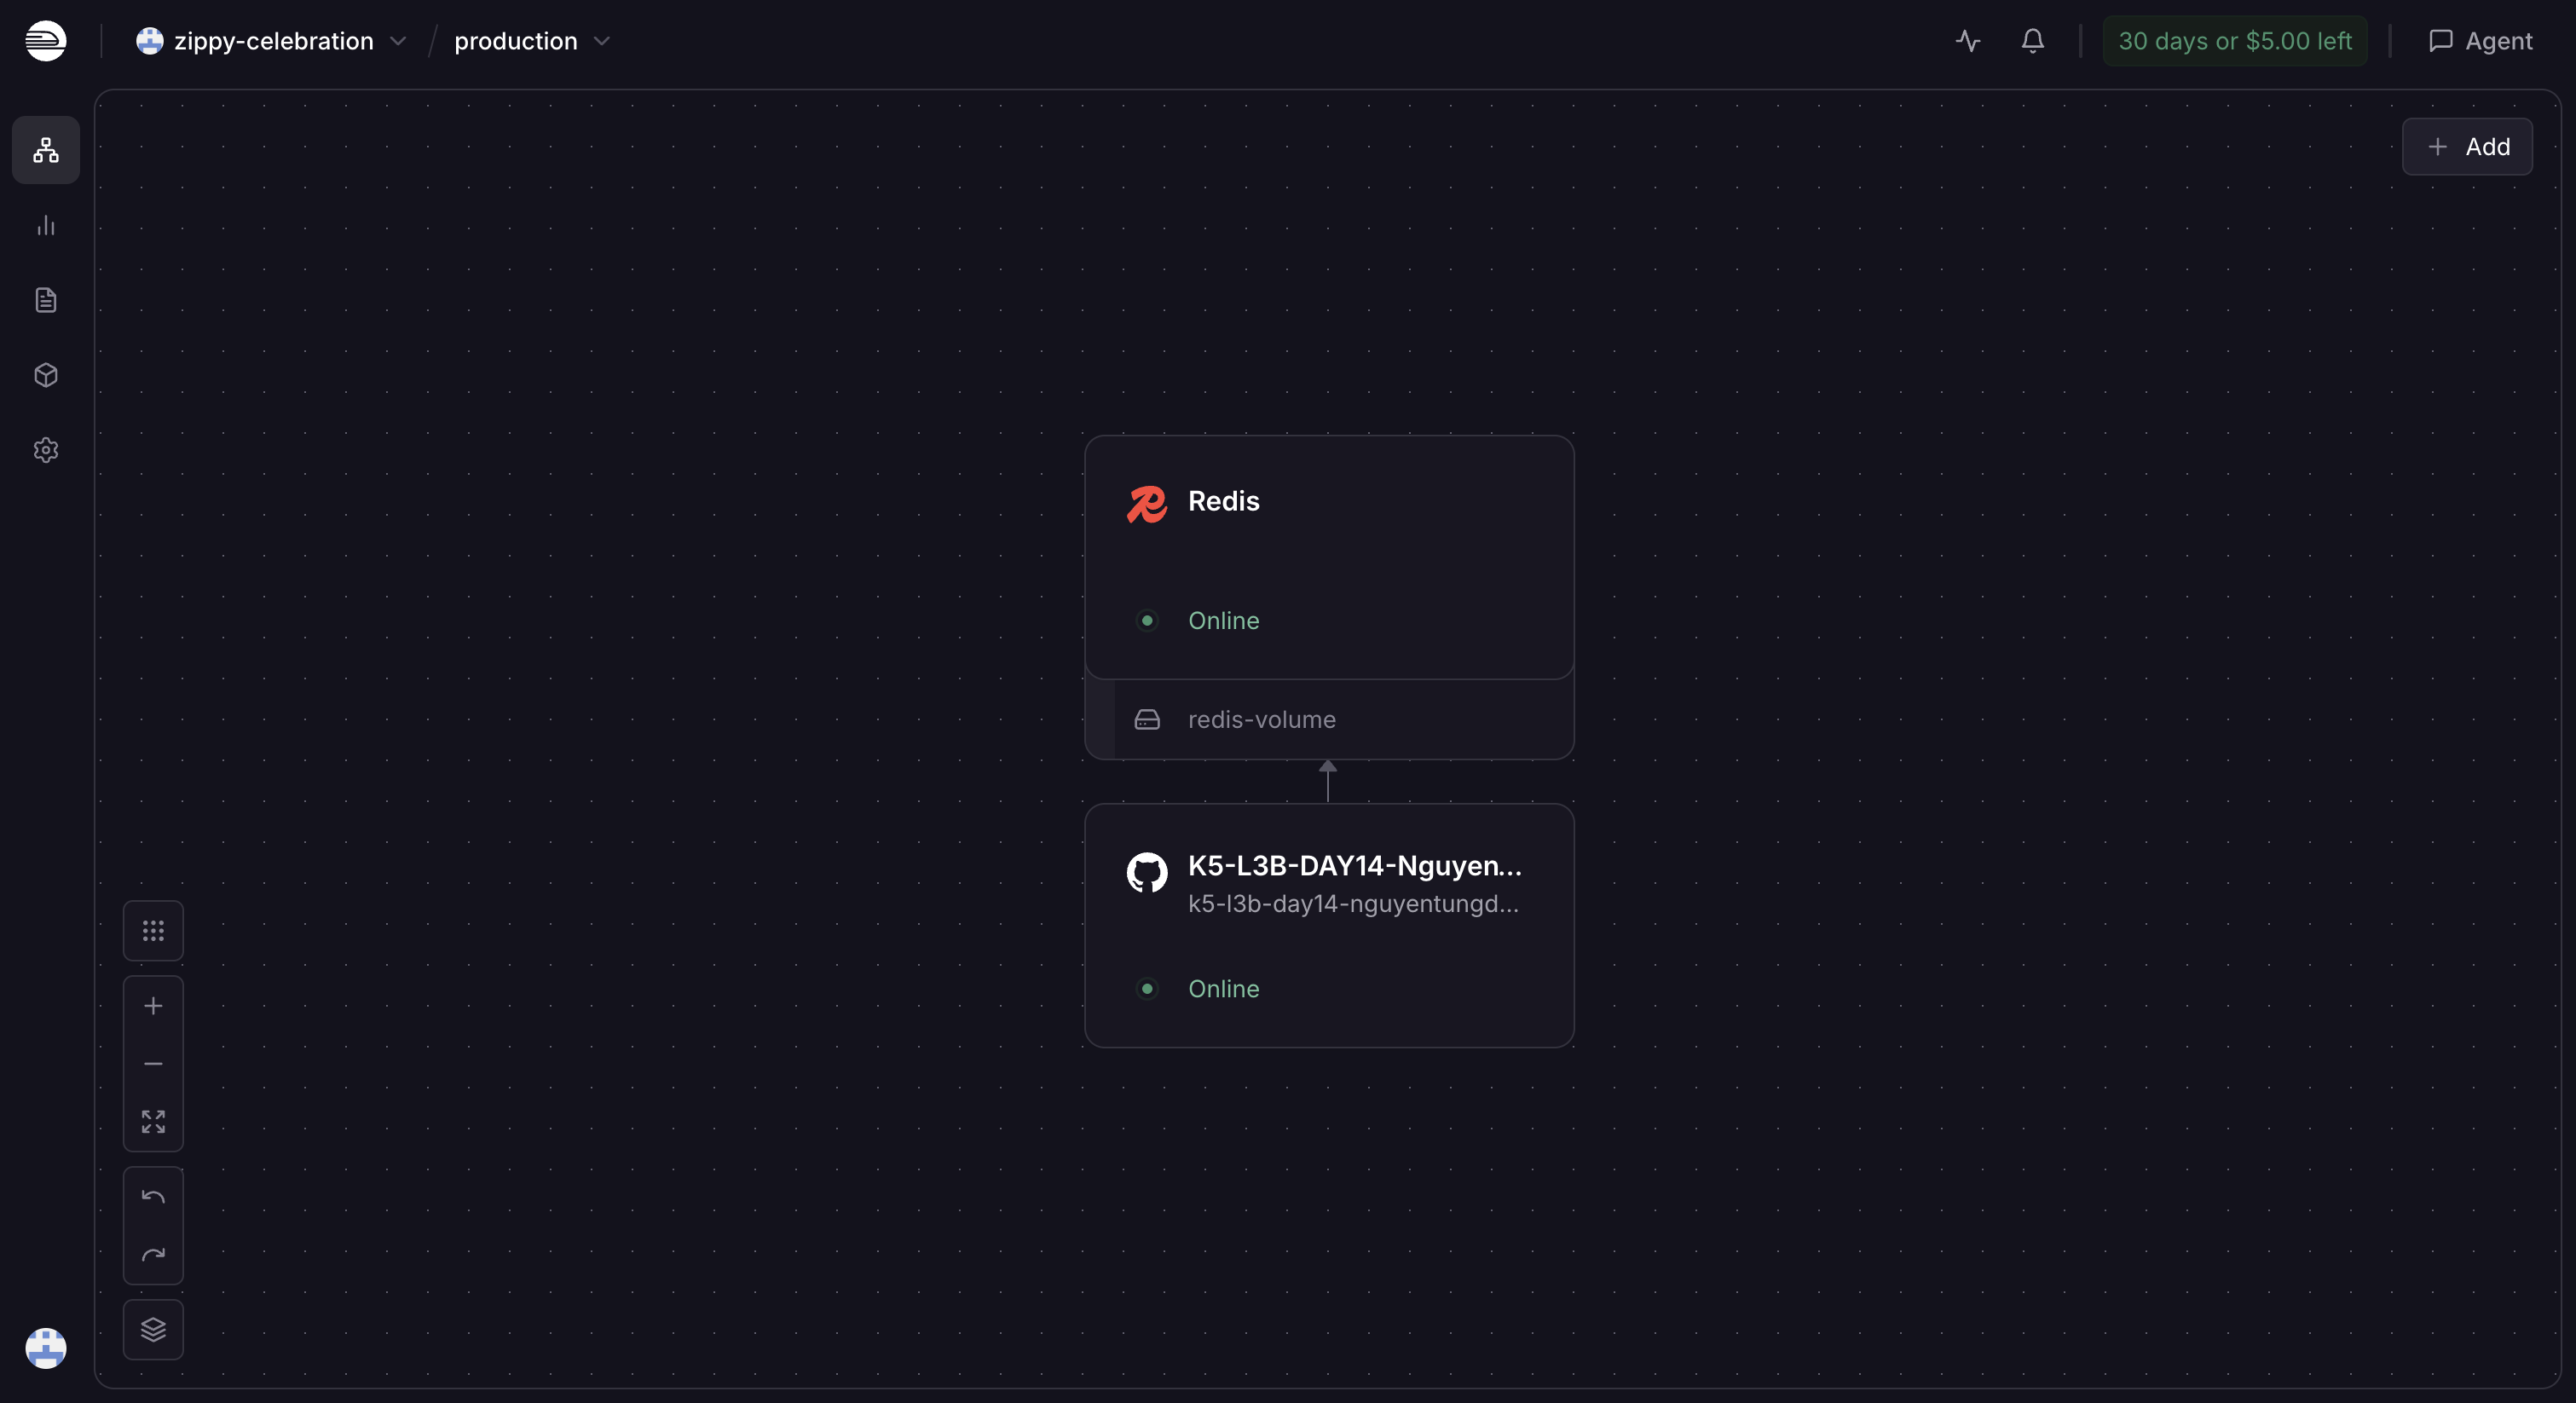 zippy-celebration / production
30 days or $5.00 left
Agent
Add
Redis
Online
redis-volume
K5-L3B-DAY14-Nguyen...
k5-l3b-day14-nguyentungd...
Online